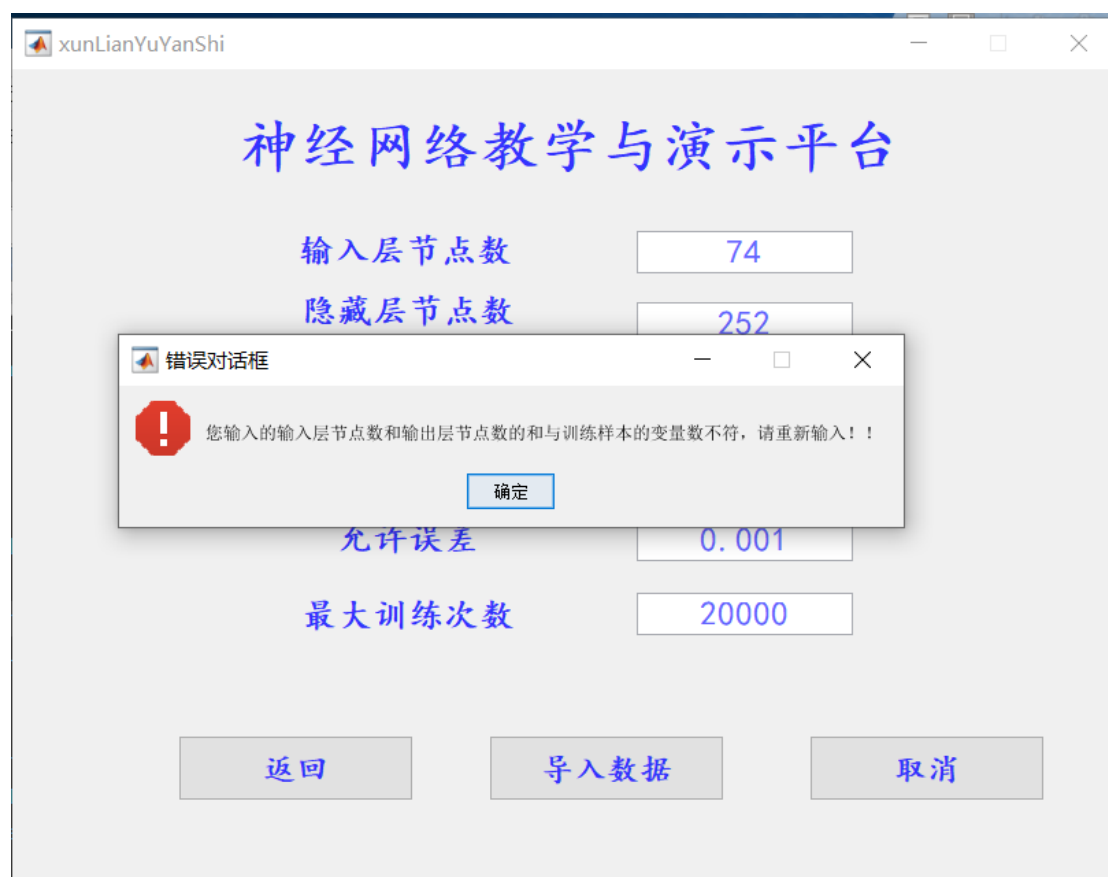 xunLianYuYanShi
神经网络教学与演示平台
输入层节点数 74
隐藏层节点数 252
错误对话框
您输入的输入层节点数和输出层节点数的和与训练样本的变量数不符，请重新输入！！
确定
允许误差 0.001
最大训练次数 20000
返回 导入数据 取消